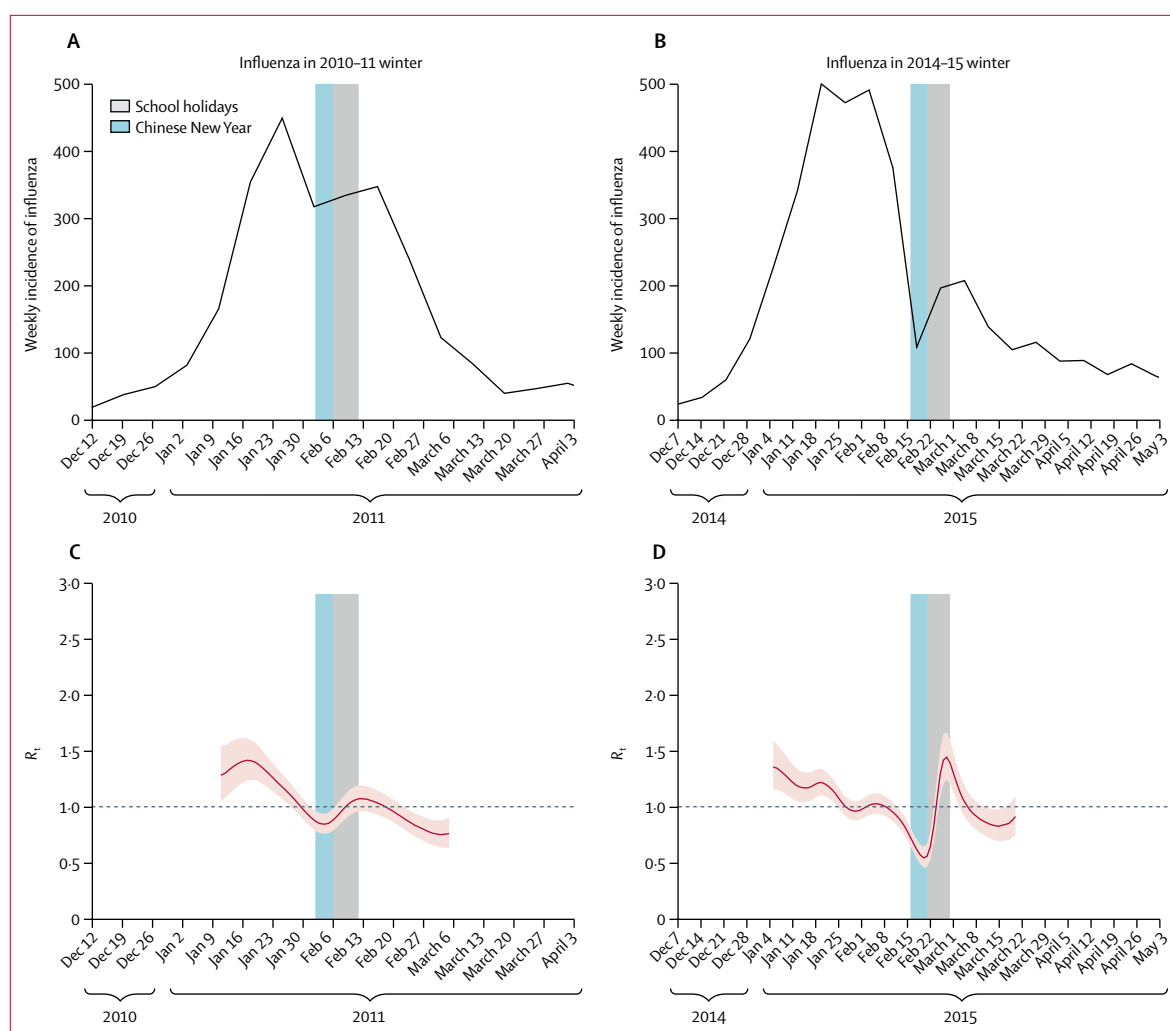 A
Influenza in 2010–11 winter
500
400
300
200
100
0
Weekly incidence of influenza
School holidays
Chinese New Year
Dec 12
Dec 19
Dec 26
Jan 2
Jan 9
Jan 16
Jan 23
Jan 30
Feb 6
Feb 13
Feb 20
Feb 27
March 6
March 13
March 20
March 27
April 3
2010
2011
B
Influenza in 2014–15 winter
500
400
300
200
100
0
Weekly incidence of influenza
Dec 7
Dec 14
Dec 21
Dec 28
Jan 4
Jan 11
Jan 18
Jan 25
Feb 1
Feb 8
Feb 15
Feb 22
March 1
March 8
March 15
March 22
March 29
April 5
April 12
April 19
April 26
May 3
2014
2015
C
3·0
2·5
2·0
1·5
1·0
0·5
0
Rt
Dec 12
Dec 19
Dec 26
Jan 2
Jan 9
Jan 16
Jan 23
Jan 30
Feb 6
Feb 13
Feb 20
Feb 27
March 6
March 13
March 20
March 27
April 3
2010
2011
D
3·0
2·5
2·0
1·5
1·0
0·5
0
Rt
Dec 7
Dec 14
Dec 21
Dec 28
Jan 4
Jan 11
Jan 18
Jan 25
Feb 1
Feb 8
Feb 15
Feb 22
March 1
March 8
March 15
March 22
March 29
April 5
April 12
April 19
April 26
May 3
2014
2015